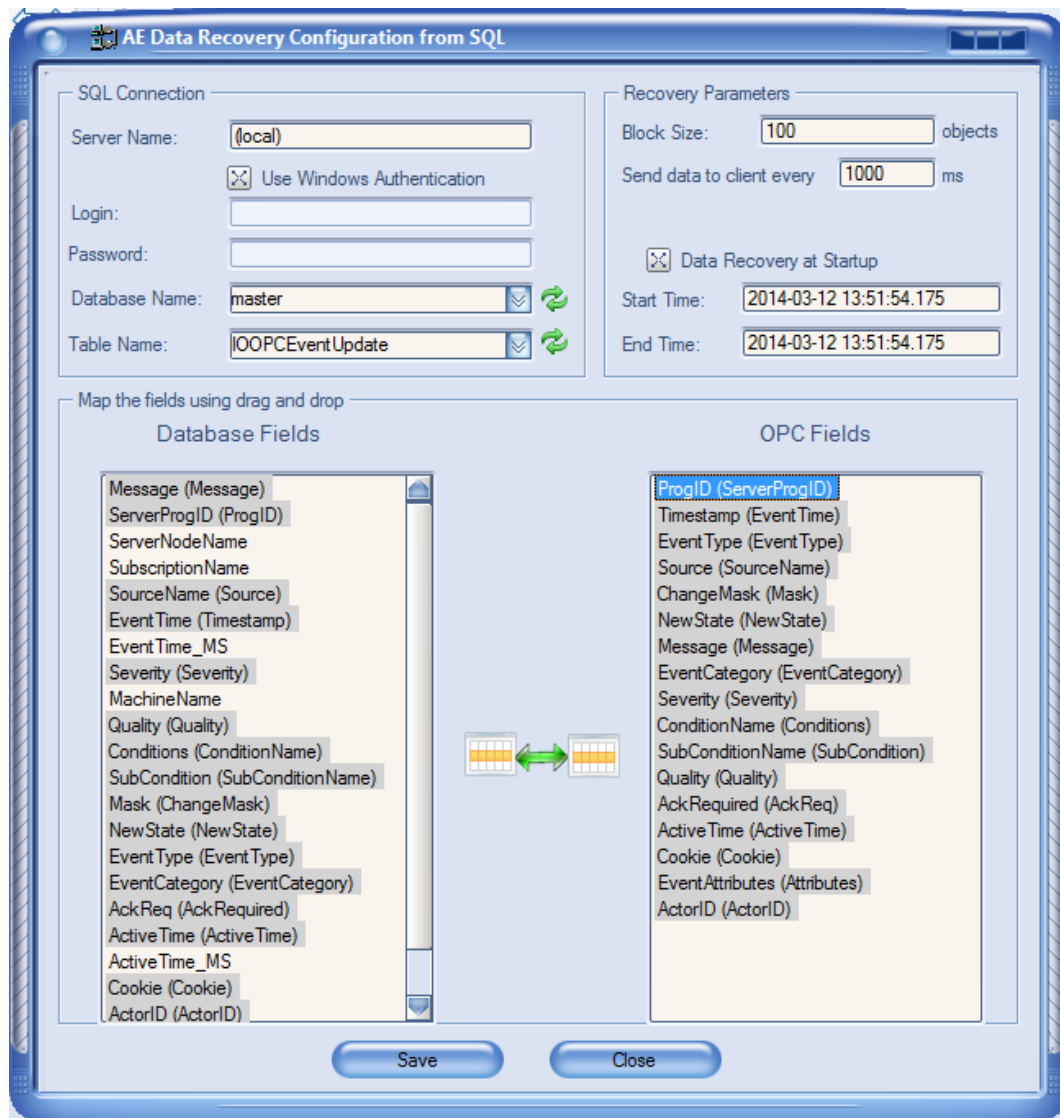 AE Data Recovery Configuration from SQL
SQL Connection
Server Name: (local)
Use Windows Authentication
Login:
Password:
Database Name: master
Table Name: IOOPCEventUpdate
Recovery Parameters
Block Size: 100 objects
Send data to client every 1000 ms
Data Recovery at Startup
Start Time: 2014-03-12 13:51:54.175
End Time: 2014-03-12 13:51:54.175
Map the fields using drag and drop
Database Fields
Message (Message)
ServerProgID (ProgID)
ServerNodeName
SubscriptionName
SourceName (Source)
EventTime (Timestamp)
EventTime_MS
Severity (Severity)
MachineName
Quality (Quality)
Conditions (ConditionName)
SubCondition (SubConditionName)
Mask (ChangeMask)
NewState (NewState)
EventType (EventType)
EventCategory (EventCategory)
AckReq (AckRequired)
ActiveTime (ActiveTime)
ActiveTime_MS
Cookie (Cookie)
ActorID (ActorID)
OPC Fields
ProgID (ServerProgID)
Timestamp (EventTime)
EventType (EventType)
Source (SourceName)
ChangeMask (Mask)
NewState (NewState)
Message (Message)
EventCategory (EventCategory)
Severity (Severity)
ConditionName (Conditions)
SubConditionName (SubCondition)
Quality (Quality)
AckRequired (AckReq)
ActiveTime (ActiveTime)
Cookie (Cookie)
EventAttributes (Attributes)
ActorID (ActorID)
Save
Close